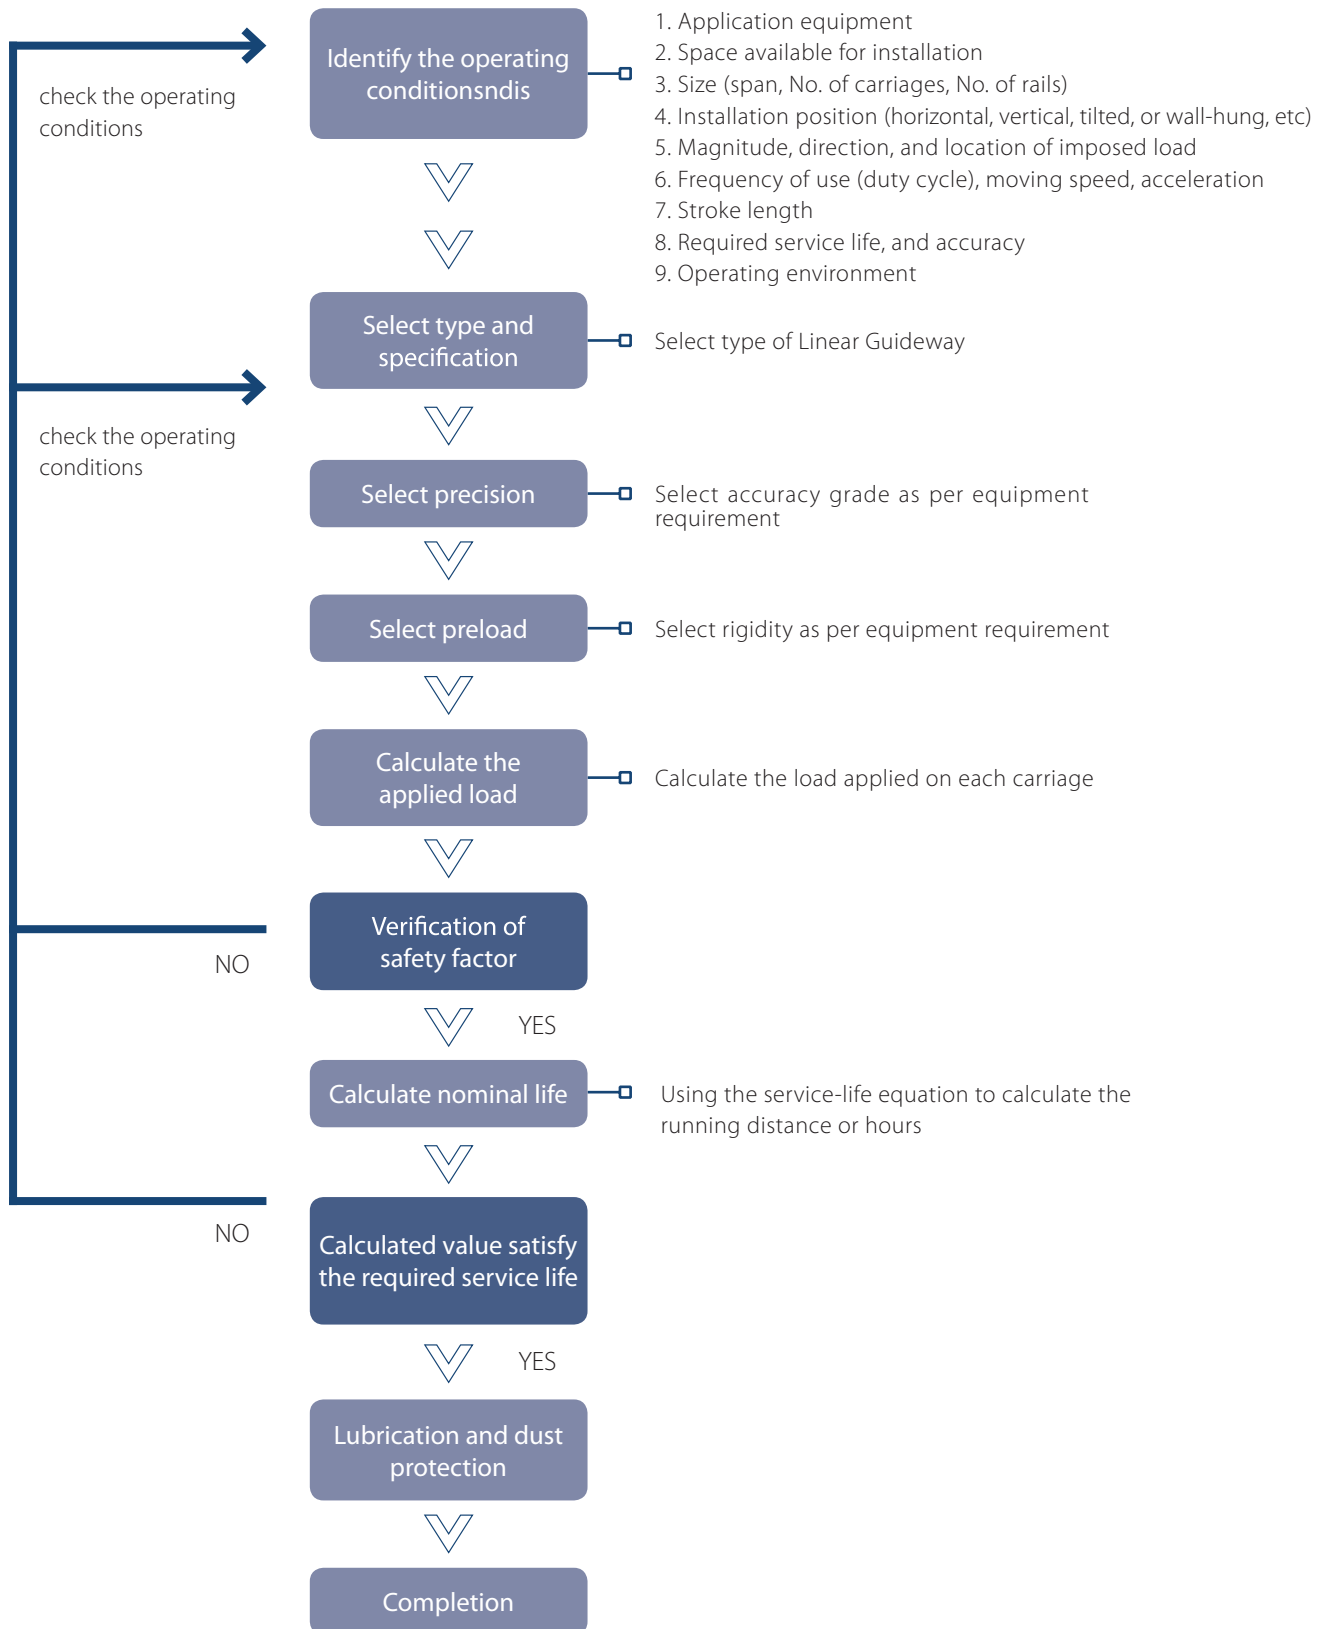 Identify the operating
conditionsndis
1. Application equipment
2. Space available for installation
3. Size (span, No. of carriages, No. of rails)
4. Installation position (horizontal, vertical, tilted, or wall-hung, etc)
5. Magnitude, direction, and location of imposed load
6. Frequency of use (duty cycle), moving speed, acceleration
7. Stroke length
8. Required service life, and accuracy
9. Operating environment
check the operating
conditions
Select type and
specification
Select type of Linear Guideway
check the operating
conditions
Select precision
Select accuracy grade as per equipment
requirement
Select preload
Select rigidity as per equipment requirement
Calculate the
applied load
Calculate the load applied on each carriage
Verification of
safety factor
NO
YES
Calculate nominal life
Using the service-life equation to calculate the
running distance or hours
Calculated value satisfy
the required service life
NO
YES
Lubrication and dust
protection
Completion